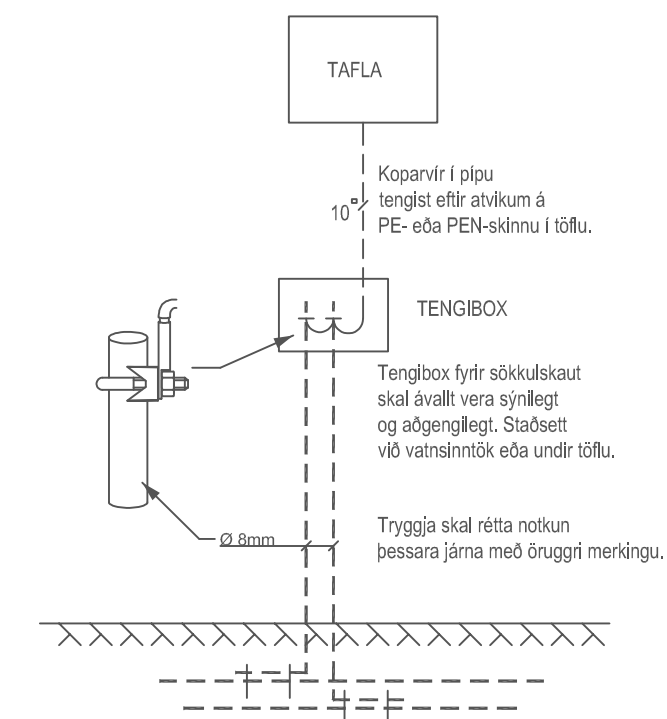 TAFLA
Koparvír í pípu
tengist eftir atvikum á
PE- eða PEN-skinnu í töflu.
10▫
TENGIBOX
Tengibox fyrir sökkulskaut
skal ávallt vera sýnilegt
og aðgengilegt. Staðsett
við vatnsinntök eða undir töflu.
Ø 8mm
Tryggja skal rétta notkun
þessara járna með öruggri merkingu.